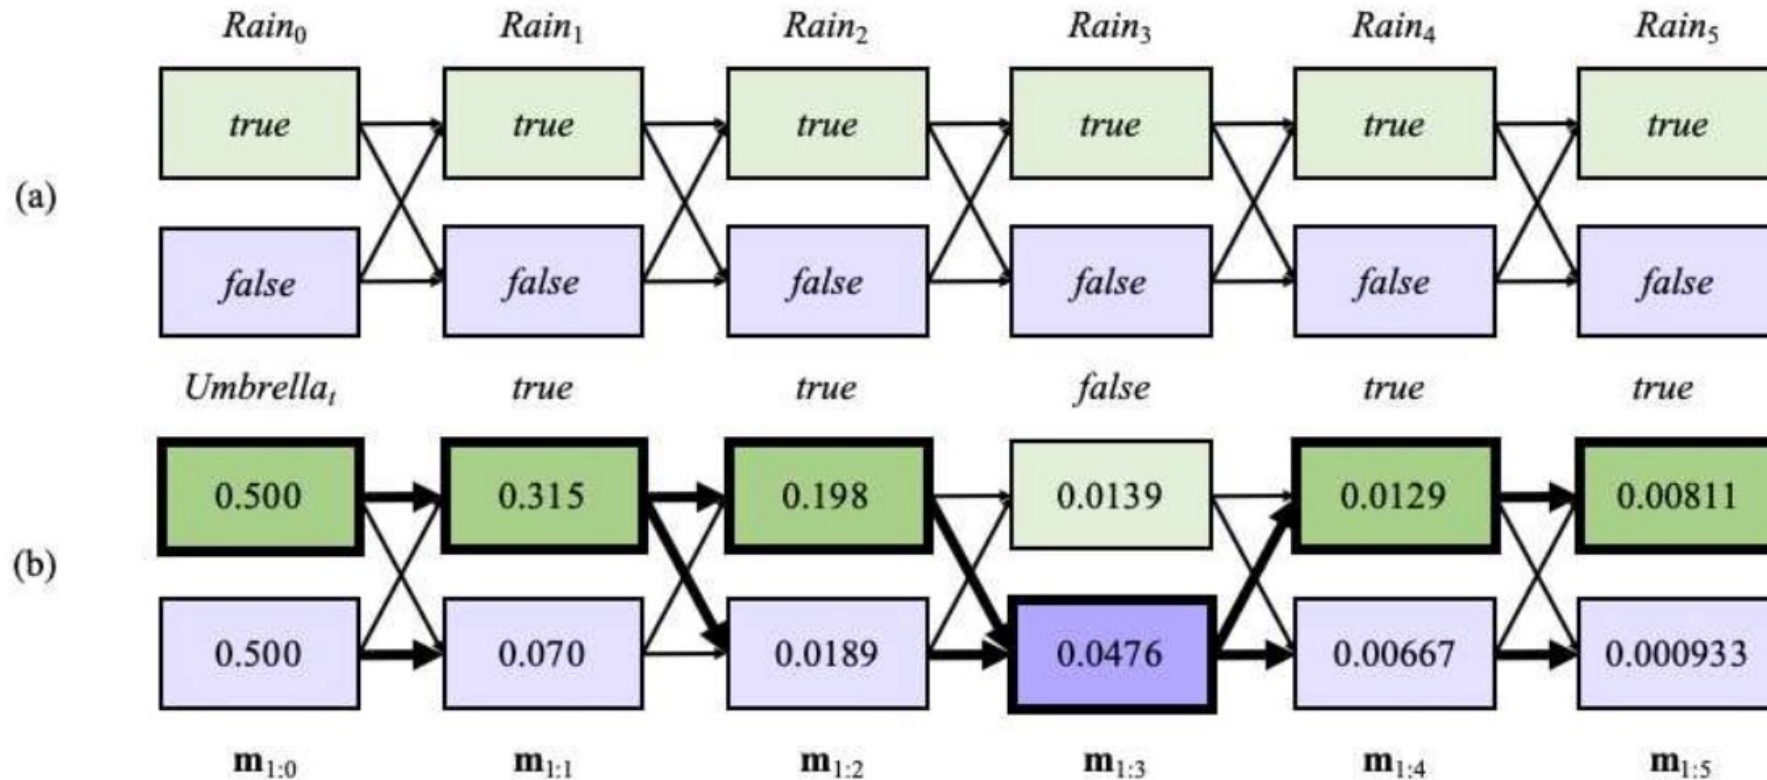 Rain₀ Rain₁ Rain₂ Rain₃ Rain₄ Rain₅
true true true true true true
(a)
false false false false false false
Umbrellaₜ true true false true true
0.500 0.315 0.198 0.0139 0.0129 0.00811
(b)
0.500 0.070 0.0189 0.0476 0.00667 0.000933
m₁:₀ m₁:₁ m₁:₂ m₁:₃ m₁:₄ m₁:₅